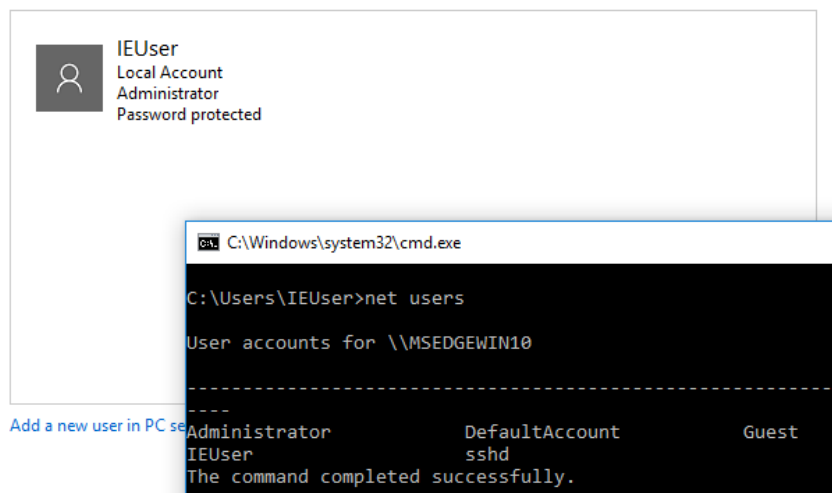 IEUser
Local Account
Administrator
Password protected
C:\Windows\system32\cmd.exe
C:\Users\IEUser>net users
User accounts for \\MSEDGEWIN10
-----------------------------------------------------------
----
Add a new user in PC se
Administrator DefaultAccount Guest
IEUser sshd
The command completed successfully.